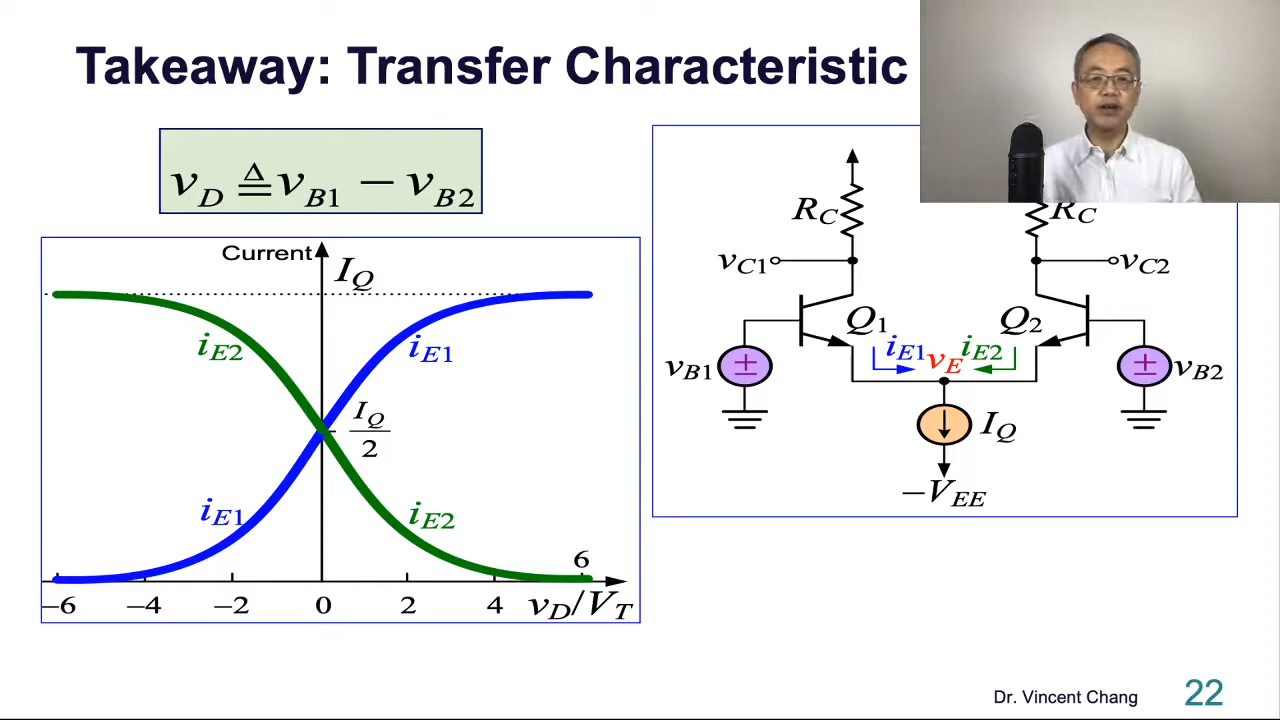 Takeaway: Transfer Characteristic
v_D ≜ v_B1 − v_B2
Current
I_Q
i_E2
i_E1
I_Q
2
i_E1
i_E2
6
−6
−4
−2
0
2
4
v_D/V_T
R_C
R_C
v_C1
v_C2
Q_1
Q_2
i_E1
v_E
i_E2
v_B1
±
±
v_B2
I_Q
−V_EE
Dr. Vincent Chang
22